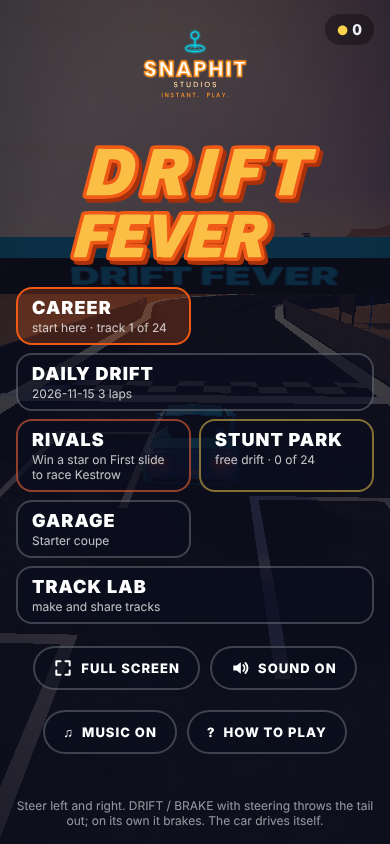 0
SNAPHIT
STUDIOS
INSTANT. PLAY.
DRIFT
FEVER
DRIFT FEVER
CAREER
start here · track 1 of 24
DAILY DRIFT
2026-11-15 3 laps
RIVALS
Win a star on First slide
to race Kestrow
STUNT PARK
free drift · 0 of 24
GARAGE
Starter coupe
TRACK LAB
make and share tracks
FULL SCREEN
SOUND ON
♫ MUSIC ON
? HOW TO PLAY
Steer left and right. DRIFT / BRAKE with steering throws the tail
out; on its own it brakes. The car drives itself.